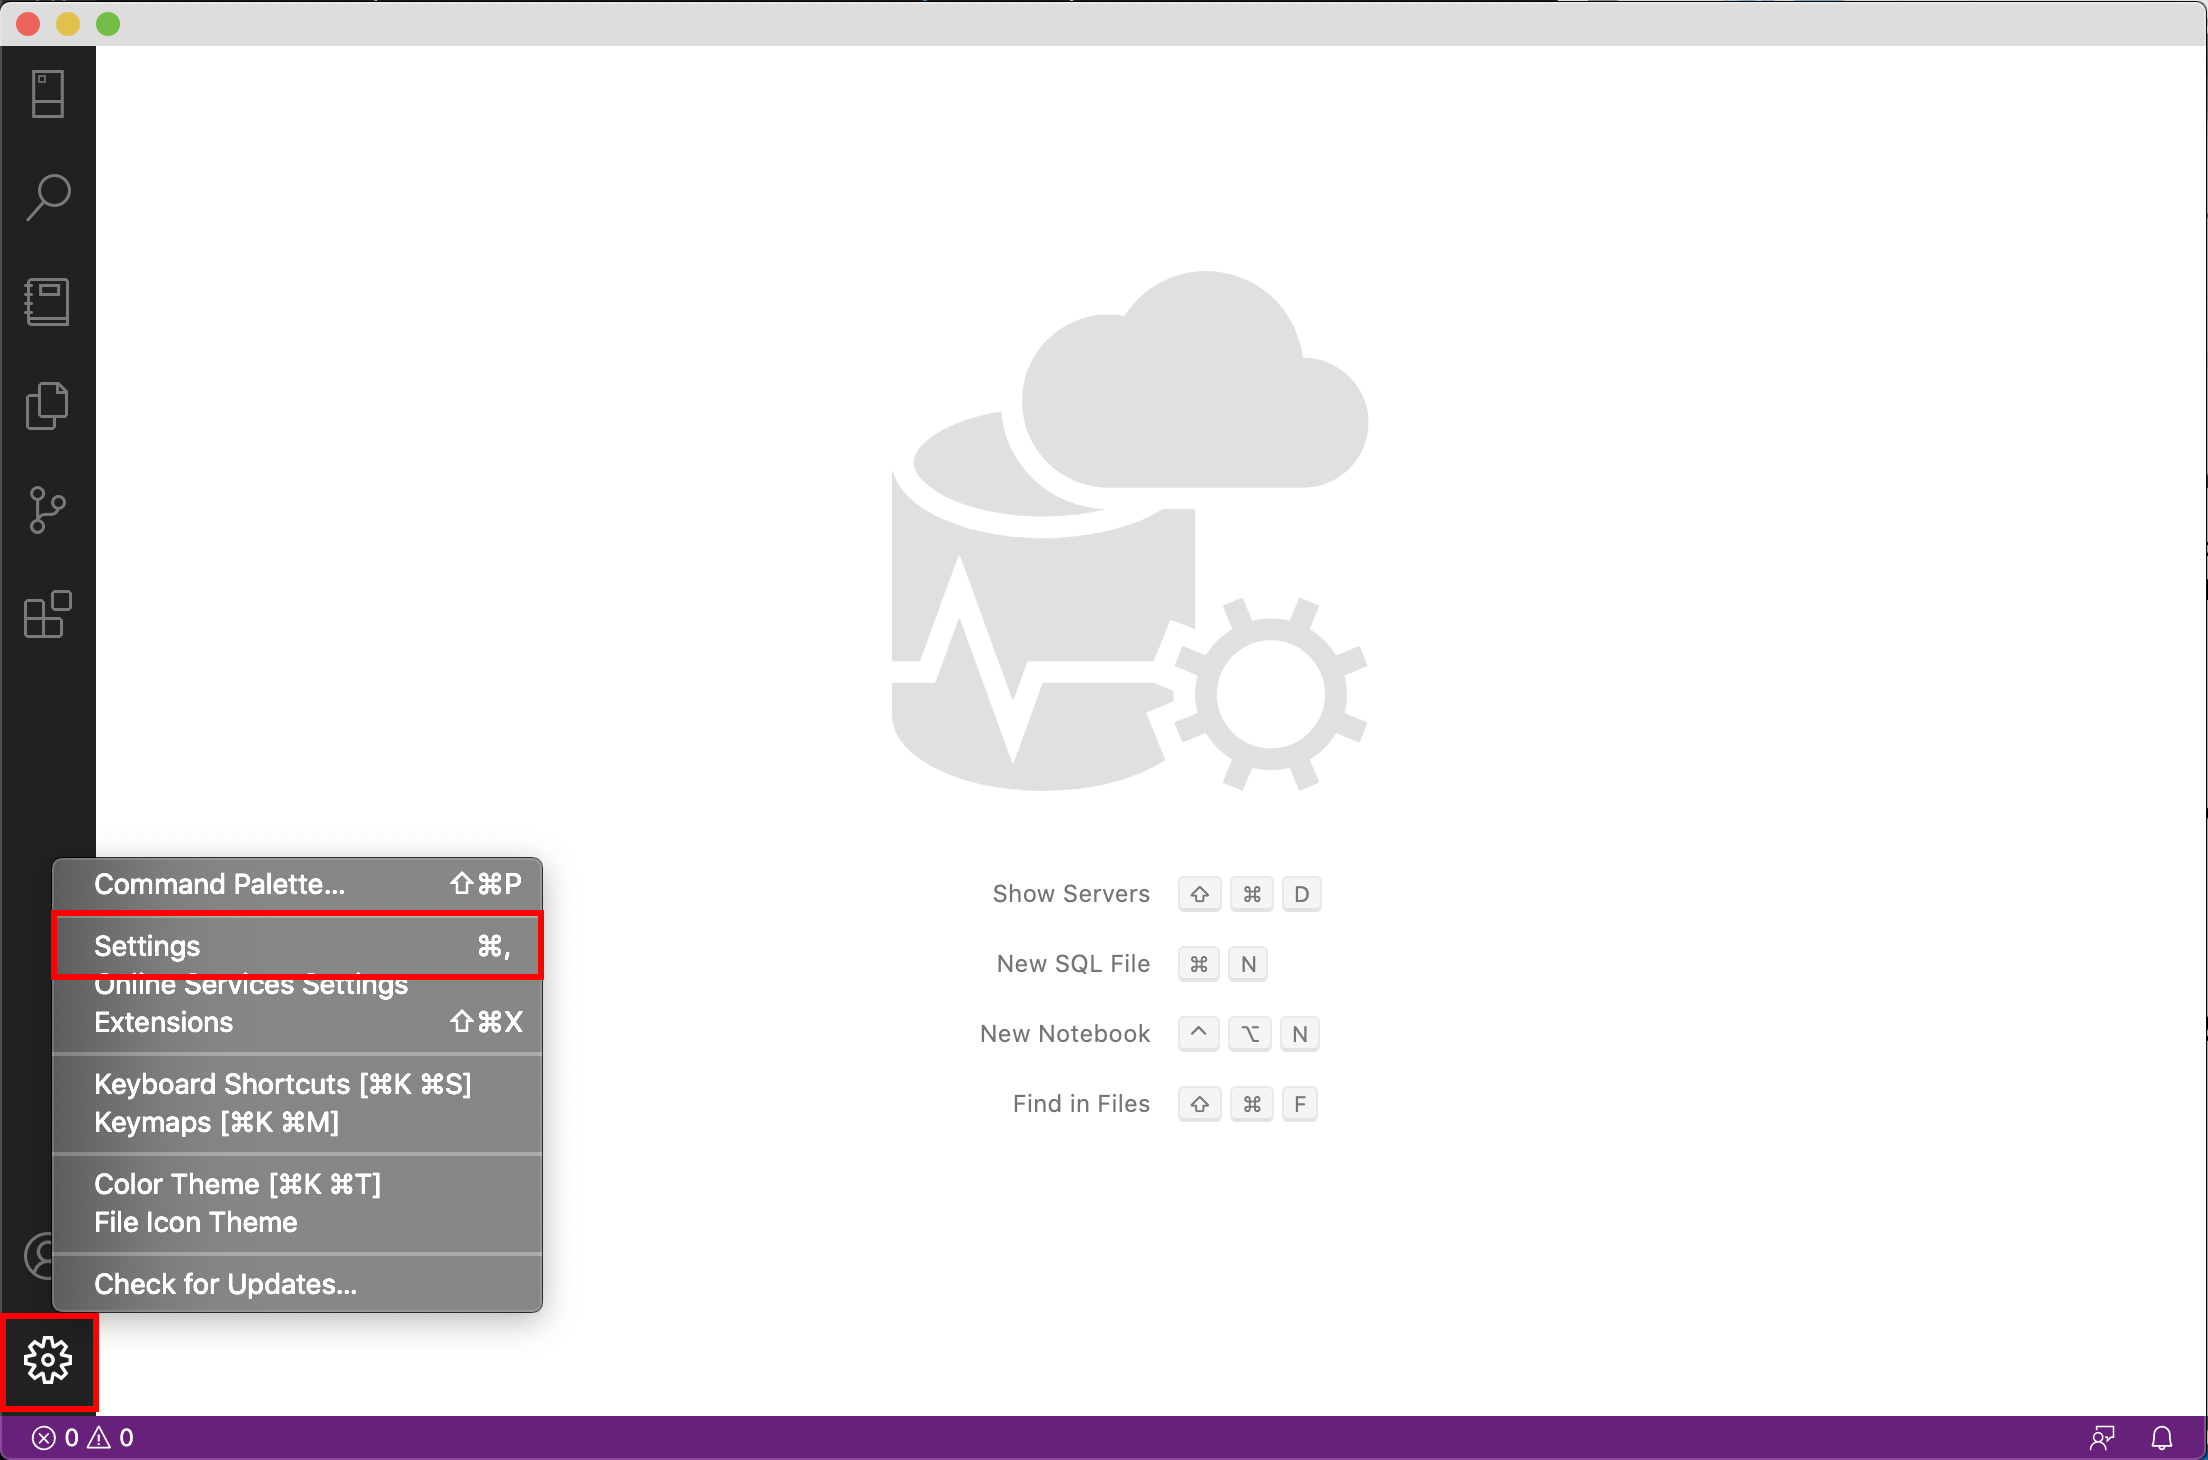 Show Servers ⇧ ⌘ D
New SQL File ⌘ N
New Notebook ^ ⌥ N
Find in Files ⇧ ⌘ F
Command Palette... ⇧⌘P
Settings ⌘,
Online Services Settings
Extensions ⇧⌘X
Keyboard Shortcuts [⌘K ⌘S]
Keymaps [⌘K ⌘M]
Color Theme [⌘K ⌘T]
File Icon Theme
Check for Updates...
0 0